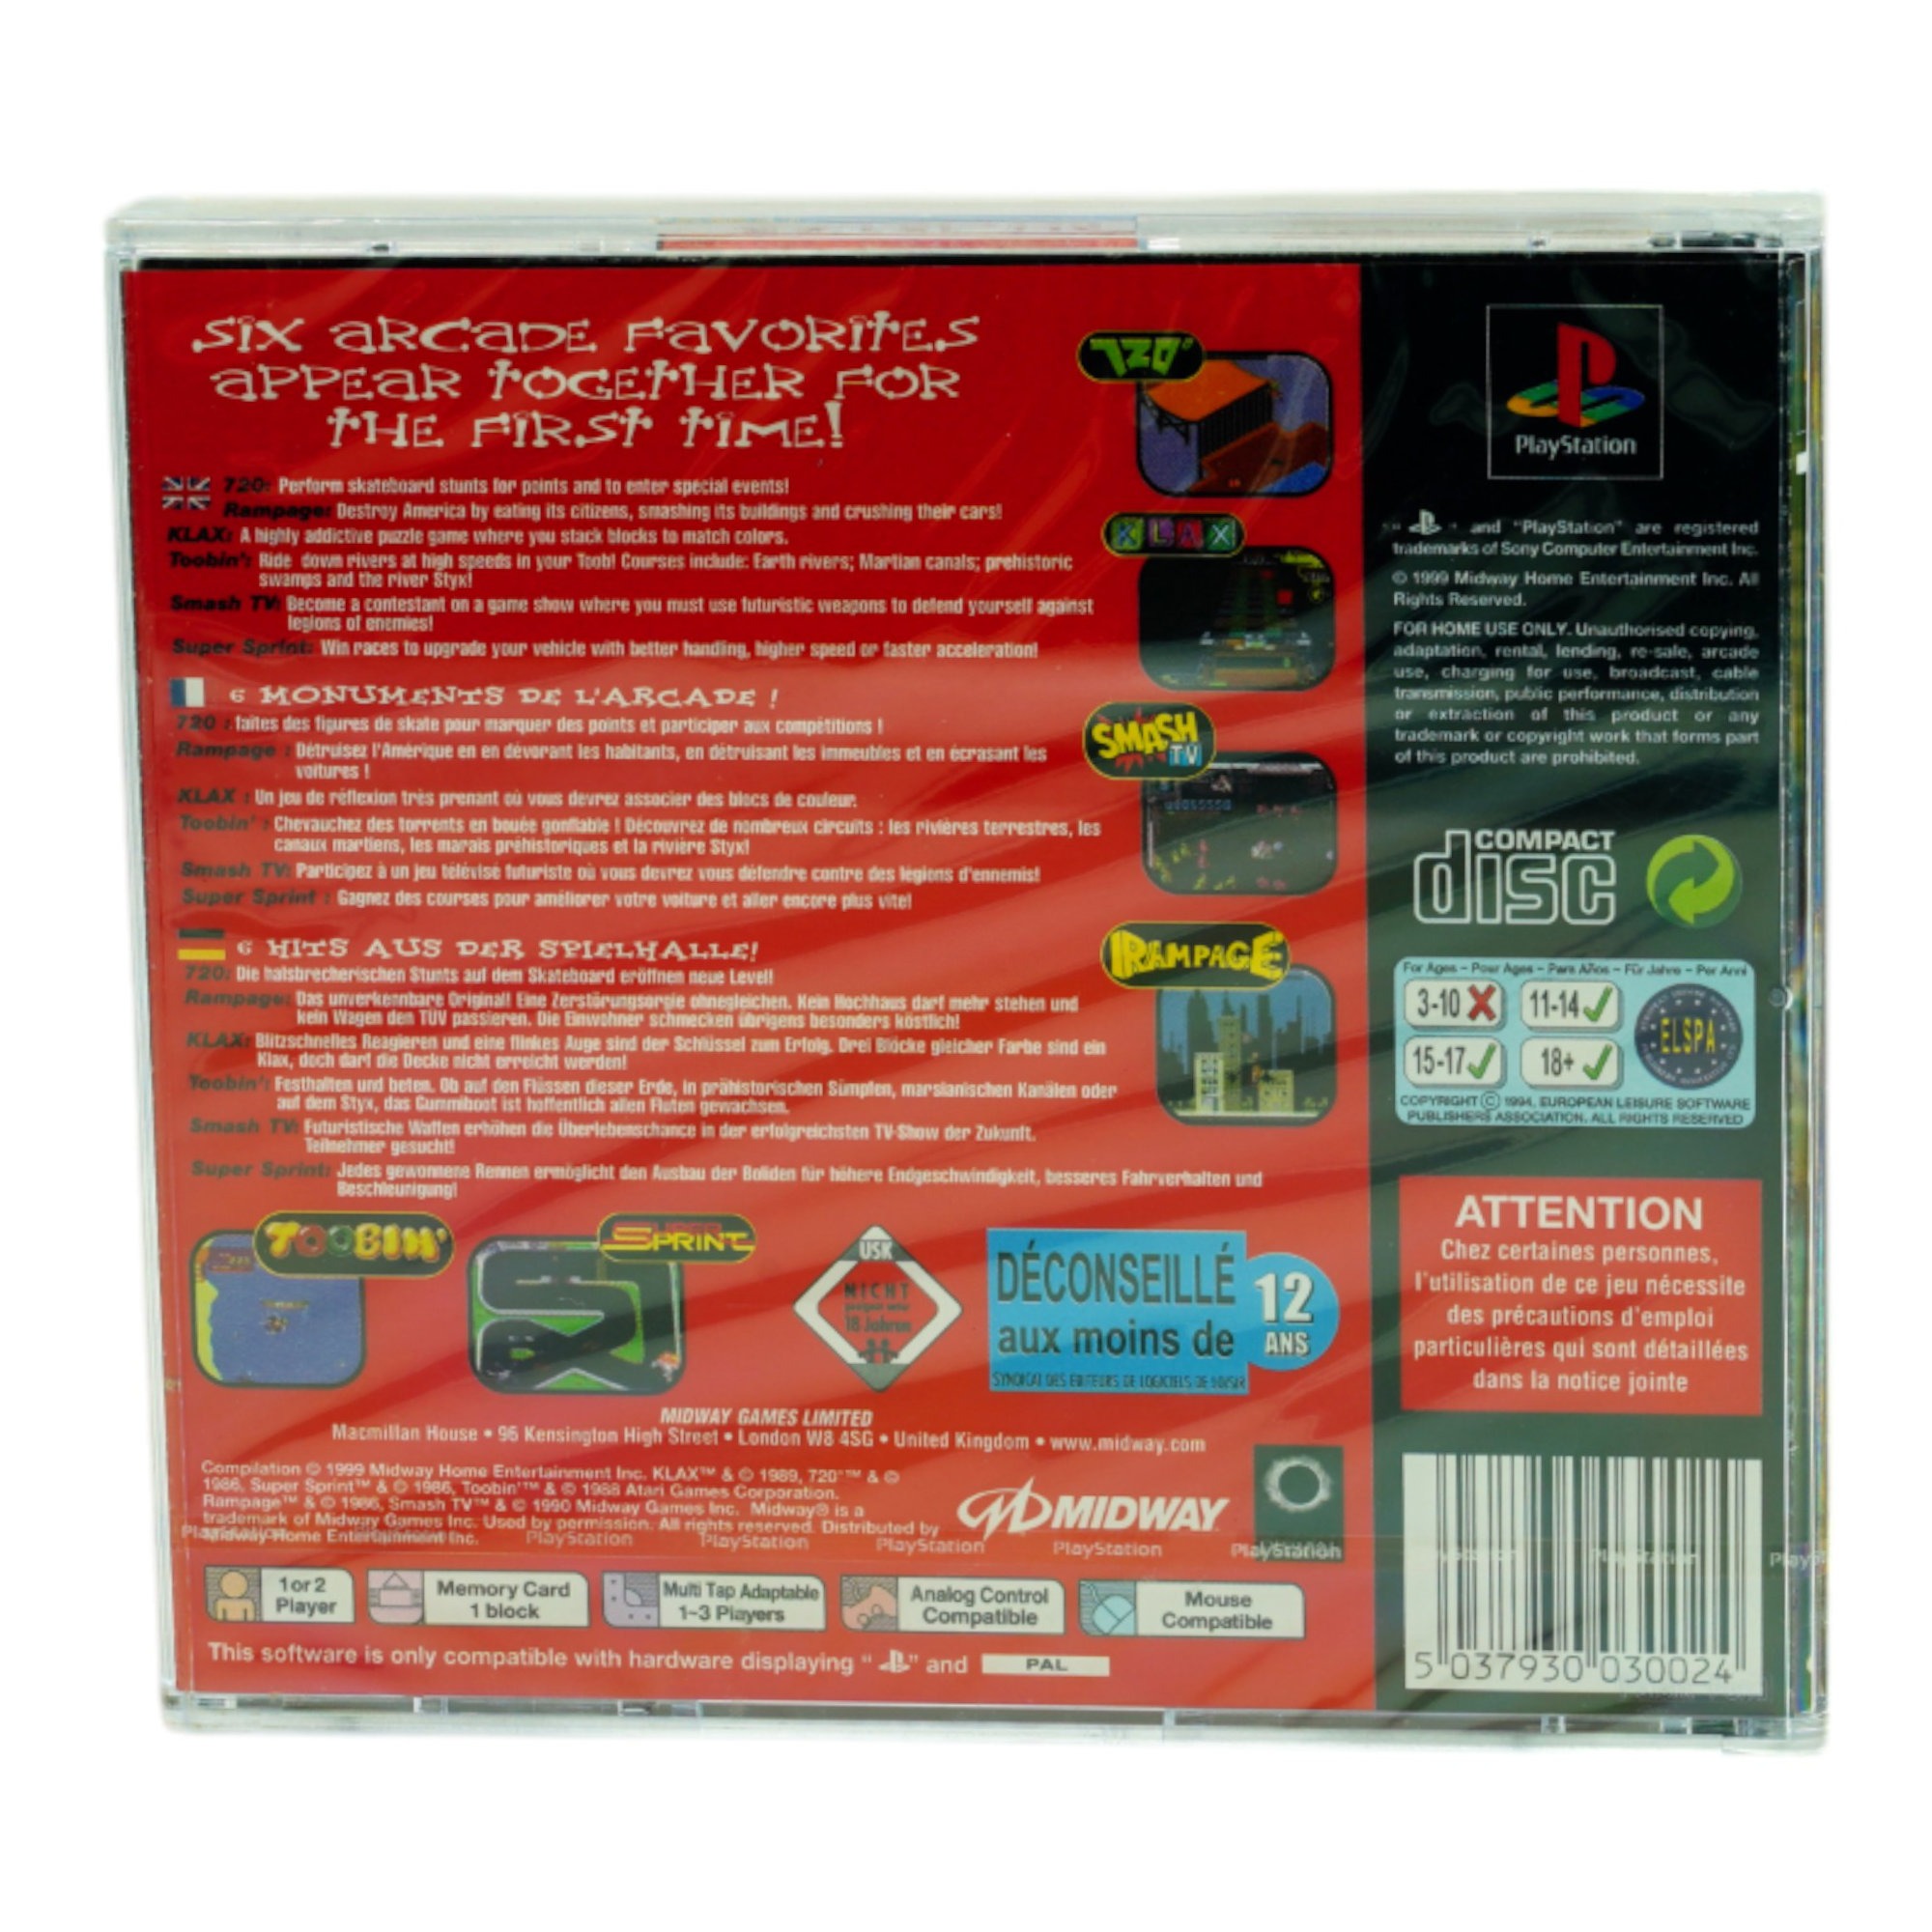 SIX ARCADE FAVORITES
APPEAR TOGETHER FOR
THE FIRST TIME!
720: Perform skateboard stunts for points and to enter special events!
Rampage: Destroy America by eating its citizens, smashing its buildings and crushing their cars!
KLAX: A highly addictive puzzle game where you stack blocks to match colors.
Toobin': Ride down rivers at high speeds in your Toob! Courses include: Earth rivers; Martian canals; prehistoric
swamps and the river Styx!
Smash TV: Become a contestant on a game show where you must use futuristic weapons to defend yourself against
legions of enemies!
Super Sprint: Win races to upgrade your vehicle with better handling, higher speed or faster acceleration!
6 MONUMENTS DE L'ARCADE !
720 : faites des figures de skate pour marquer des points et participer aux compétitions !
Rampage : Détruisez l'Amérique en en dévorant les habitants, en détruisant les immeubles et en écrasant les
voitures !
KLAX : Un jeu de réflexion très prenant où vous devrez associer des blocs de couleur.
Toobin' : Chevauchez des torrents en bouée gonflable ! Découvrez de nombreux circuits : les rivières terrestres, les
canaux martiens, les marais préhistoriques et la rivière Styx!
Smash TV: Participez à un jeu télévisé futuriste où vous devrez vous défendre contre des légions d'ennemis!
Super Sprint : Gagnez des courses pour améliorer votre voiture et aller encore plus vite!
6 HITS AUS DER SPIELHALLE!
720: Die halsbrecherischen Stunts auf dem Skateboard eröffnen neue Level!
Rampage: Das unverkennbare Original! Eine Zerstörungsorgie ohnegleichen. Kein Hochhaus darf mehr stehen und
kein Wagen den TÜV passieren. Die Einwohner schmecken übrigens besonders köstlich!
KLAX: Blitzschnelles Reagieren und eine flinkes Auge sind der Schlüssel zum Erfolg. Drei Blöcke gleicher Farbe sind ein
Klax, doch darf die Decke nicht erreicht werden!
Toobin': Festhalten und beten. Ob auf den Flüssen dieser Erde, in prähistorischen Sümpfen, marsianischen Kanälen oder
auf dem Styx, das Gummiboot ist hoffentlich allen Fluten gewachsen.
Smash TV: Futuristische Waffen erhöhen die Überlebenschance in der erfolgreichsten TV-Show der Zukunft.
Teilnehmer gesucht!
Super Sprint: Jedes gewonnene Rennen ermöglicht den Ausbau der Boliden für höhere Endgeschwindigkeit, besseres Fahrverhalten und
Beschleunigung!
720°
KLAX
SMASH
TV
RAMPAGE
TOOBIN'
SUPER
SPRINT
USK
NICHT
geeignet unter
18 Jahren
DÉCONSEILLÉ
aux moins de
12
ANS
SYNDICAT DES EDITEURS DE LOGICIELS DE LOISIR
MIDWAY GAMES LIMITED
Macmillan House • 96 Kensington High Street • London W8 4SG • United Kingdom • www.midway.com
Compilation © 1999 Midway Home Entertainment Inc. KLAX™ & © 1989, 720°™ & ©
1986, Super Sprint™ & © 1986, Toobin'™ & © 1988 Atari Games Corporation.
Rampage™ & © 1986, Smash TV™ & © 1990 Midway Games Inc. Midway® is a
trademark of Midway Games Inc. Used by permission. All rights reserved. Distributed by
Midway Home Entertainment Inc.
MIDWAY
PlayStation PlayStation PlayStation PlayStation PlayStation
1 or 2
Player
Memory Card
1 block
Multi Tap Adaptable
1~3 Players
Analog Control
Compatible
Mouse
Compatible
This software is only compatible with hardware displaying " " and PAL
PlayStation
" " and "PlayStation" are registered
trademarks of Sony Computer Entertainment Inc.
© 1999 Midway Home Entertainment Inc. All
Rights Reserved.
FOR HOME USE ONLY. Unauthorised copying,
adaptation, rental, lending, re-sale, arcade
use, charging for use, broadcast, cable
transmission, public performance, distribution
or extraction of this product or any
trademark or copyright work that forms part
of this product are prohibited.
COMPACT
disc
For Ages - Pour Ages - Para Años - Für Jahre - Per Anni
3-10 11-14
15-17 18+
ELSPA
COPYRIGHT © 1994, EUROPEAN LEISURE SOFTWARE
PUBLISHERS ASSOCIATION. ALL RIGHTS RESERVED
ATTENTION
Chez certaines personnes,
l'utilisation de ce jeu nécessite
des précautions d'emploi
particulières qui sont détaillées
dans la notice jointe
5 037930 030024